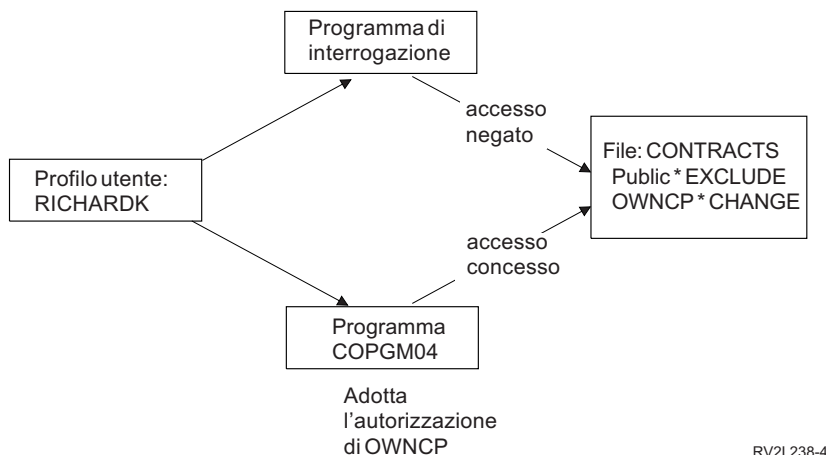 Programma di
interrogazione
accesso
negato
File: CONTRACTS
Public * EXCLUDE
OWNCP * CHANGE
Profilo utente:
RICHARDK
accesso
concesso
Programma
COPGM04
Adotta
l'autorizzazione
di OWNCP
RV2L238-4